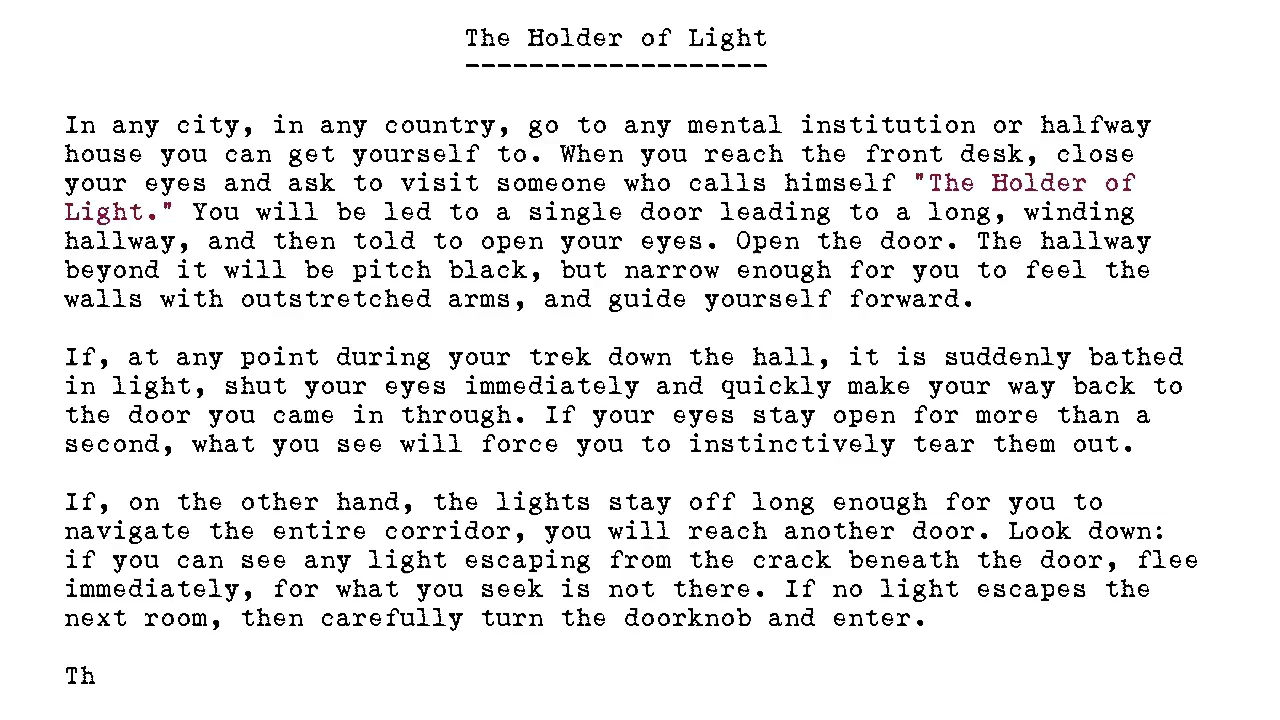 The Holder of Light
-------------------
In any city, in any country, go to any mental institution or halfway
house you can get yourself to. When you reach the front desk, close
your eyes and ask to visit someone who calls himself "The Holder of
Light." You will be led to a single door leading to a long, winding
hallway, and then told to open your eyes. Open the door. The hallway
beyond it will be pitch black, but narrow enough for you to feel the
walls with outstretched arms, and guide yourself forward.
If, at any point during your trek down the hall, it is suddenly bathed
in light, shut your eyes immediately and quickly make your way back to
the door you came in through. If your eyes stay open for more than a
second, what you see will force you to instinctively tear them out.
If, on the other hand, the lights stay off long enough for you to
navigate the entire corridor, you will reach another door. Look down:
if you can see any light escaping from the crack beneath the door, flee
immediately, for what you seek is not there. If no light escapes the
next room, then carefully turn the doorknob and enter.
Th